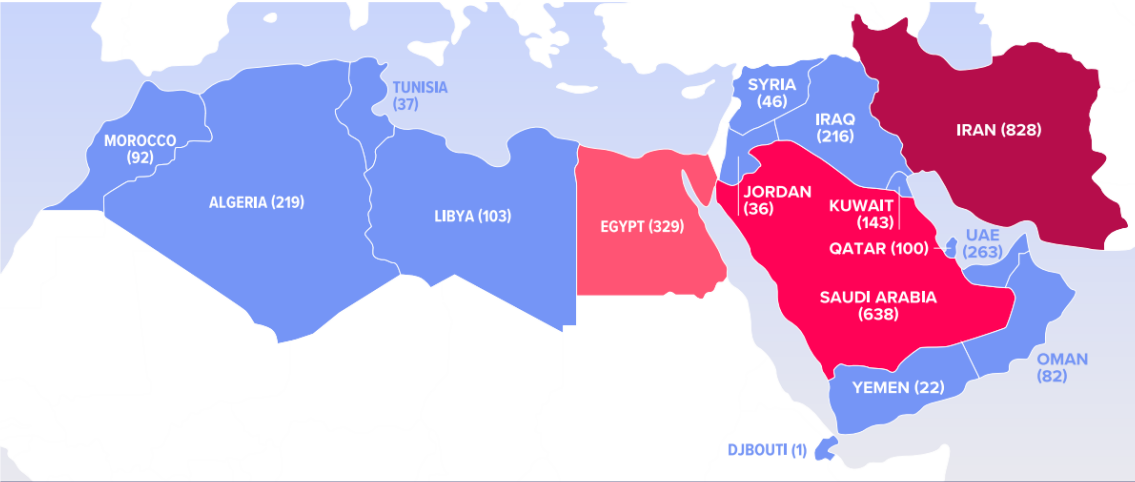 TUNISIA
(37)
SYRIA
(46)
IRAQ
(216)
IRAN (828)
MOROCCO
(92)
ALGERIA (219)
LIBYA (103)
EGYPT (329)
JORDAN
(36)
KUWAIT
(143)
QATAR (100)
UAE
(263)
SAUDI ARABIA
(638)
OMAN
(82)
YEMEN (22)
DJBOUTI (1)